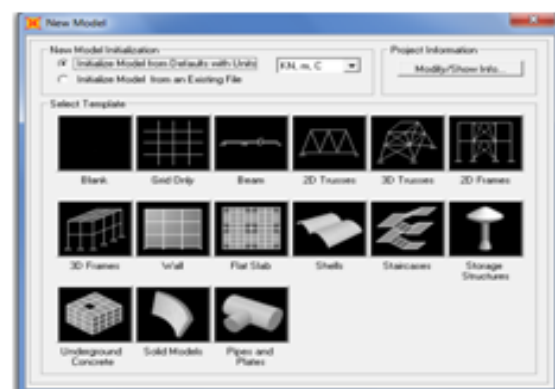 New Model
New Model Initialization
Project Information
Initialize Model from Defaults with Units
KN, m, C
Modify/Show Info...
Initialize Model from an Existing File
Select Template
Blank
Grid Only
Beam
2D Trusses
3D Trusses
2D Frames
3D Frames
Wall
Flat Slab
Shells
Staircases
Storage
Structures
Underground
Concrete
Solid Models
Pipes and
Plates